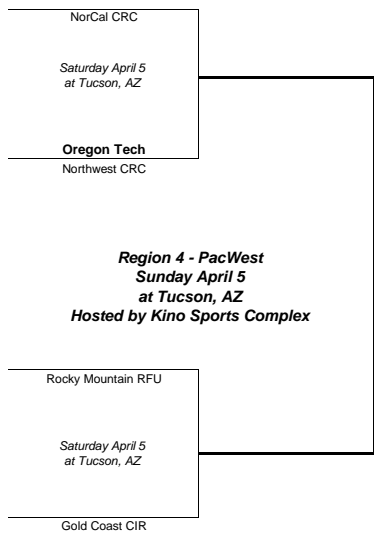 NorCal CRC
Saturday April 5
at Tucson, AZ
Oregon Tech
Northwest CRC
Region 4 - PacWest
Sunday April 5
at Tucson, AZ
Hosted by Kino Sports Complex
Rocky Mountain RFU
Saturday April 5
at Tucson, AZ
Gold Coast CIR